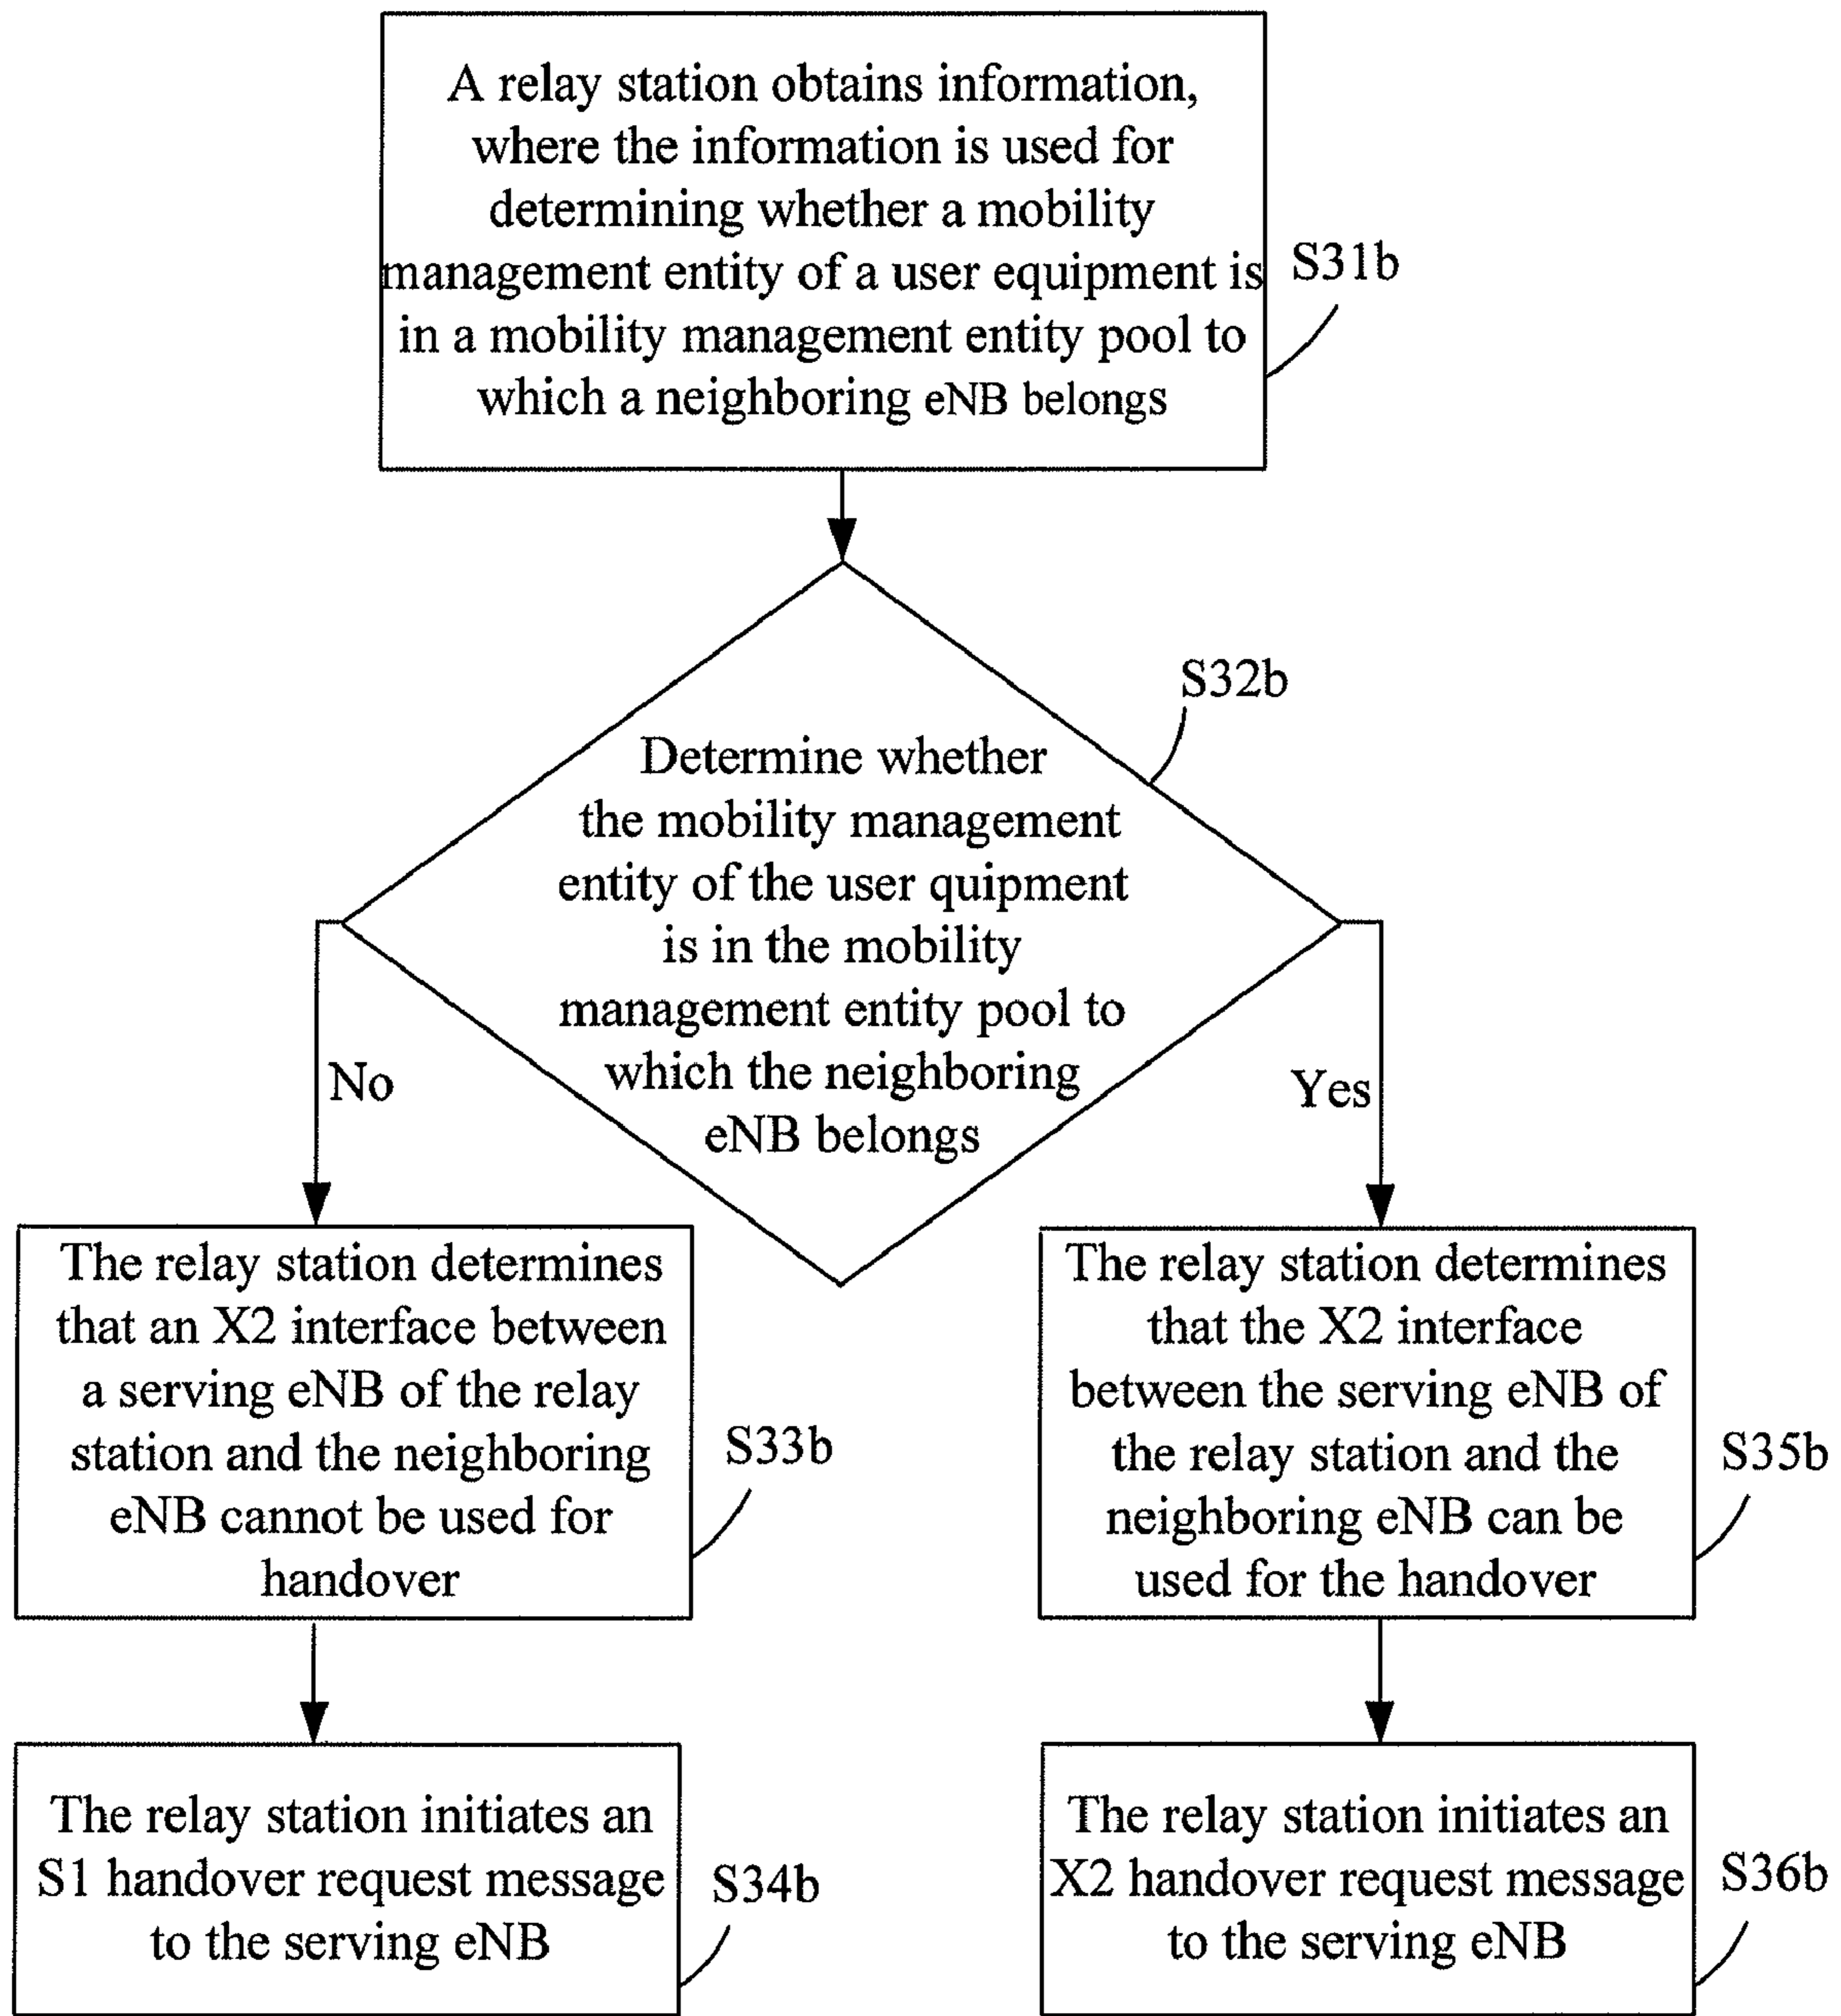 A relay station obtains information,
where the information is used for
determining whether a mobility
management entity of a user equipment is
in a mobility management entity pool to
which a neighboring eNB belongs
S31b
S32b
Determine whether
the mobility management
entity of the user quipment
is in the mobility
management entity pool to
which the neighboring
eNB belongs
No
Yes
The relay station determines
that an X2 interface between
a serving eNB of the relay
station and the neighboring
eNB cannot be used for
handover
S33b
The relay station determines
that the X2 interface
between the serving eNB of
the relay station and the
neighboring eNB can be
used for the handover
S35b
The relay station initiates an
S1 handover request message
to the serving eNB
S34b
The relay station initiates an
X2 handover request message
to the serving eNB
S36b